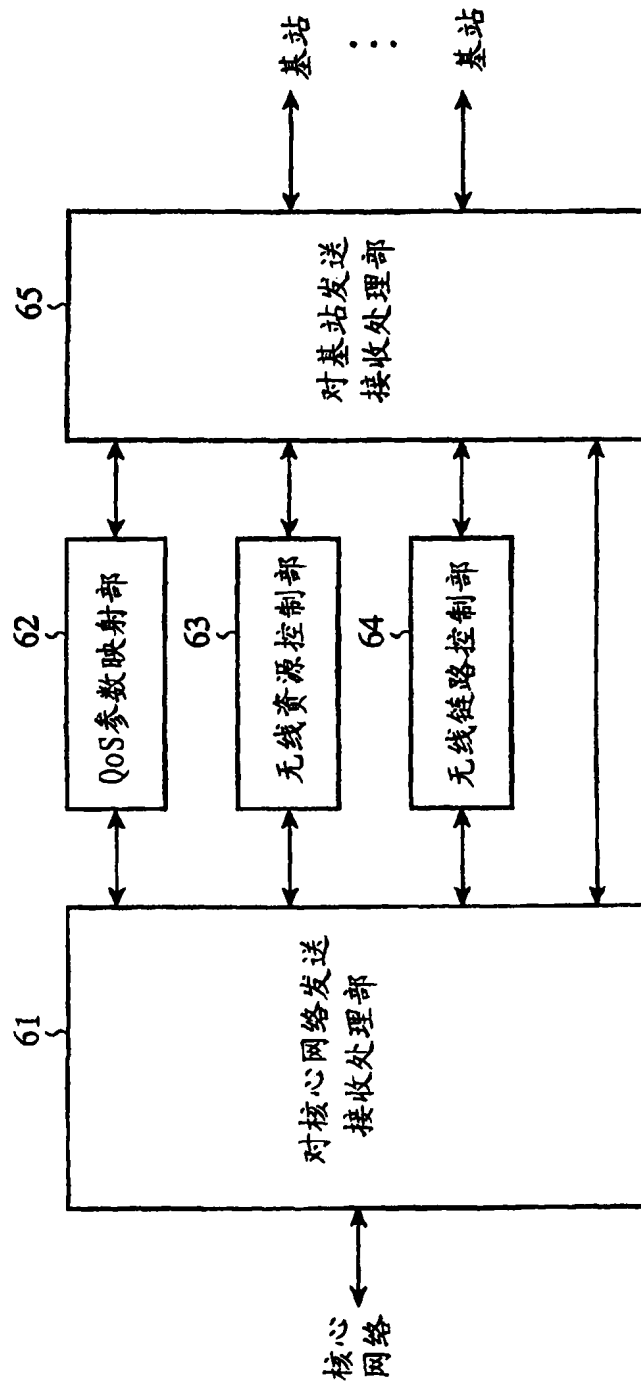 核心
网络
61
对核心网络发送
接收处理部
62
QoS参数映射部
63
无线资源控制部
64
无线链路控制部
65
对基站发送
接收处理部
基站
⋮
基站